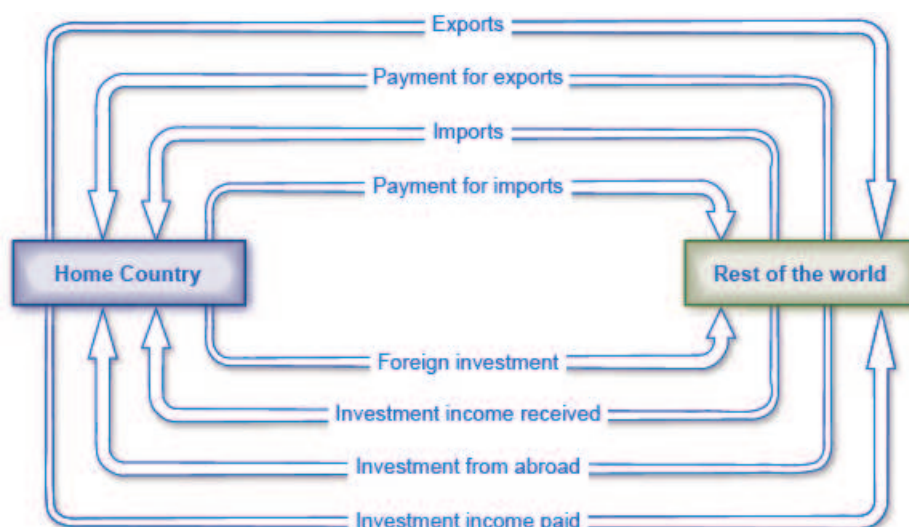 Exports
Payment for exports
Imports
Payment for imports
Home Country
Rest of the world
Foreign investment
Investment income received
Investment from abroad
Investment income paid